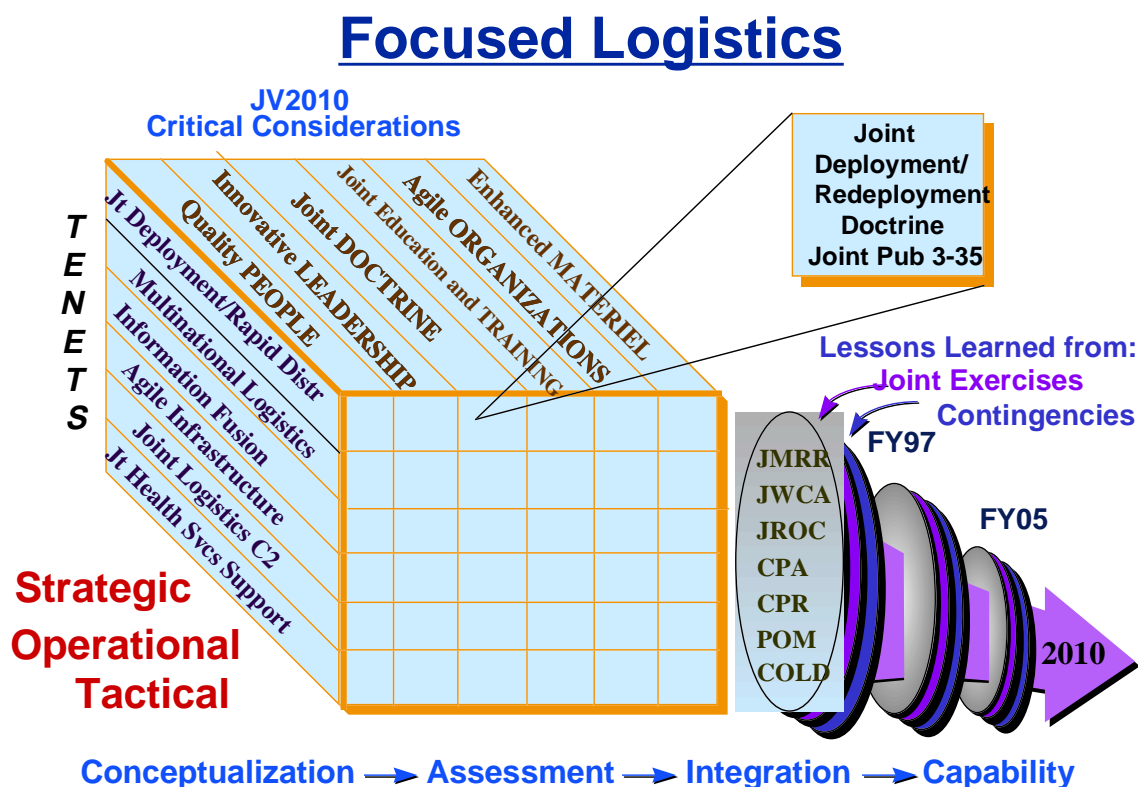 Focused Logistics
JV2010
Critical Considerations
Joint
Deployment/
Redeployment
Doctrine
Joint Pub 3-35
TENETS
Quality PEOPLE
Innovative LEADERSHIP
Joint DOCTRINE
Joint Education and TRAINING
Agile ORGANIZATIONS
Enhanced MATERIEL
Jt Deployment/Rapid Distr
Multinational Logistics
Information Fusion
Agile Infrastructure
Joint Logistics C2
Jt Health Svcs Support
Lessons Learned from:
Joint Exercises
Contingencies
FY97
JMRR
JWCA
JROC
CPA
CPR
POM
COLD
FY05
2010
Strategic
Operational
Tactical
Conceptualization Assessment Integration Capability